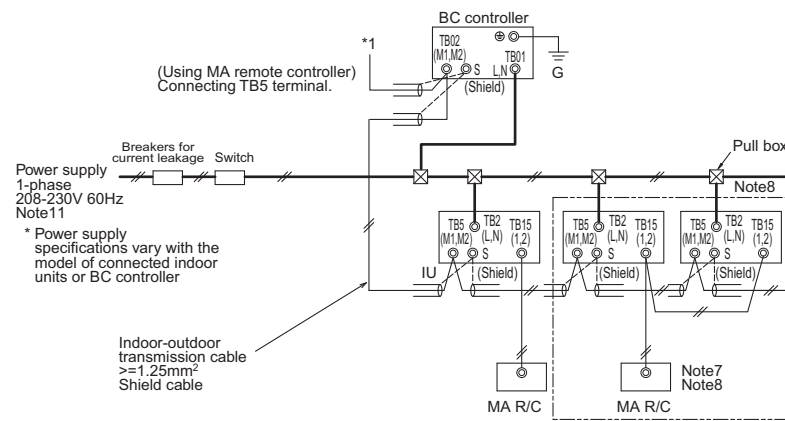 BC controller
*1
TB02
(M1,M2)
S
TB01
L,N
G
(Using MA remote controller)
Connecting TB5 terminal.
(Shield)
Pull box
Breakers for
current leakage
Switch
Power supply
1-phase
208-230V 60Hz
Note11
* Power supply
specifications vary with the
model of connected indoor
units or BC controller
Note8
TB5
(M1,M2)
TB2
(L,N)
TB15
(1,2)
S
(Shield)
IU
TB5
(M1,M2)
TB2
(L,N)
TB15
(1,2)
S
(Shield)
TB5
(M1,M2)
TB2
(L,N)
TB15
(1,2)
S
(Shield)
Indoor-outdoor
transmission cable
>=1.25mm²
Shield cable
MA R/C
MA R/C
Note7
Note8